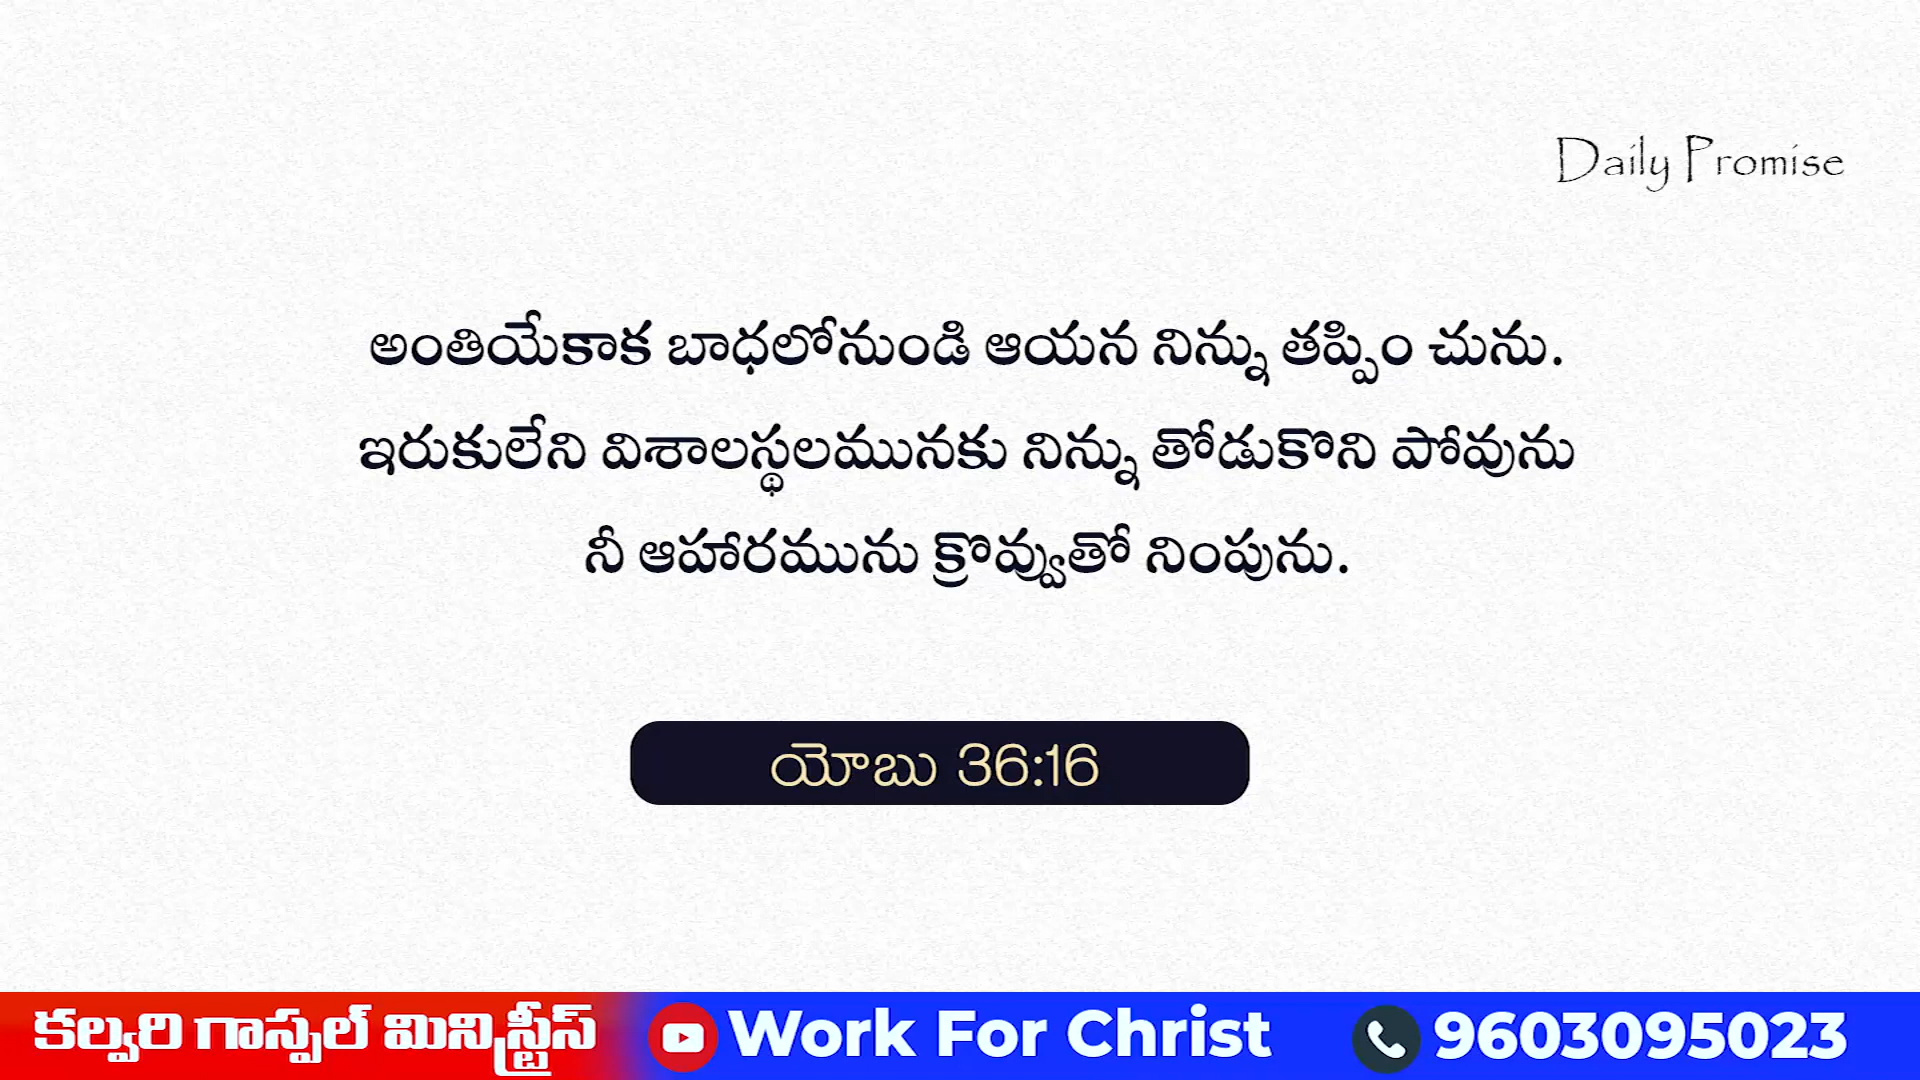 Daily Promise
అంతియేకాక బాధలోనుండి ఆయన నిన్ను తప్పిం చును.
ఇరుకులేని విశాలస్థలమునకు నిన్ను తోడుకొని పోవును
నీ ఆహారమును క్రొవ్వుతో నింపును.
యోబు 36:16
కల్వరి గాస్పల్ మినిస్ట్రీస్ Work For Christ 9603095023